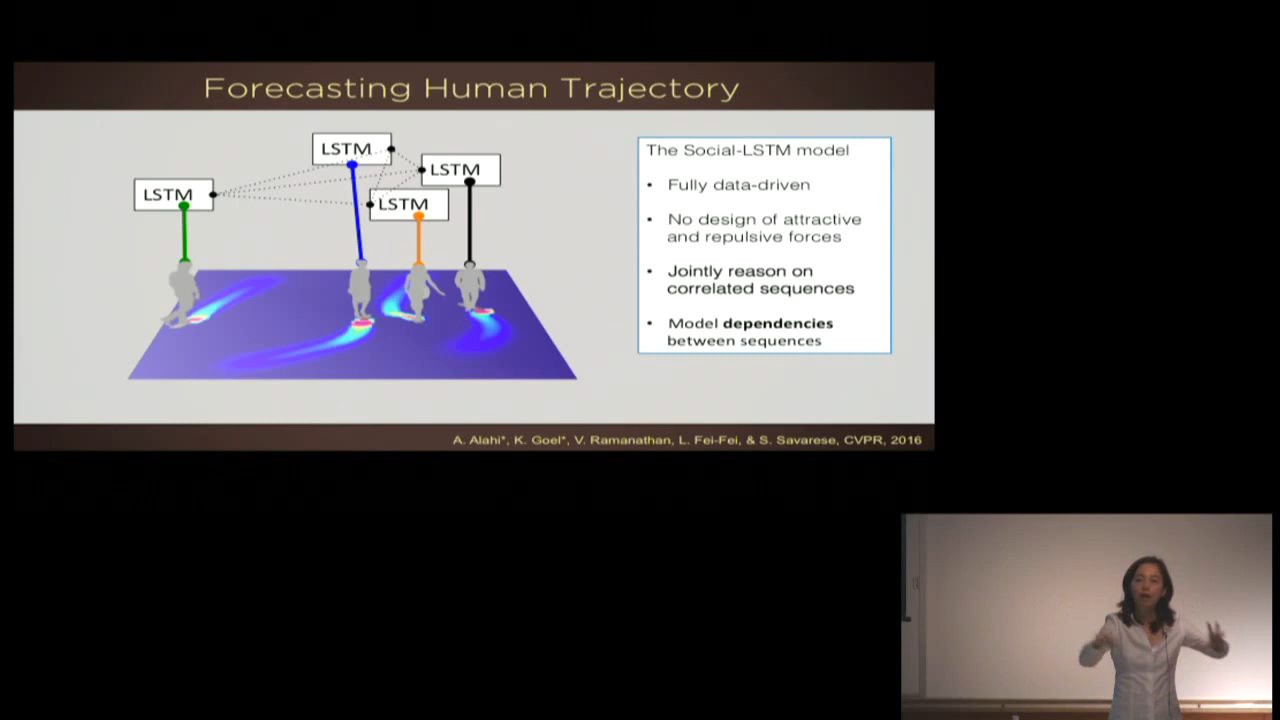 Forecasting Human Trajectory
LSTM
LSTM
LSTM
LSTM
The Social-LSTM model
• Fully data-driven
• No design of attractive
and repulsive forces
• Jointly reason on
correlated sequences
• Model dependencies
between sequences
A. Alahi*, K. Goel*, V. Ramanathan, L. Fei-Fei, & S. Savarese, CVPR, 2016